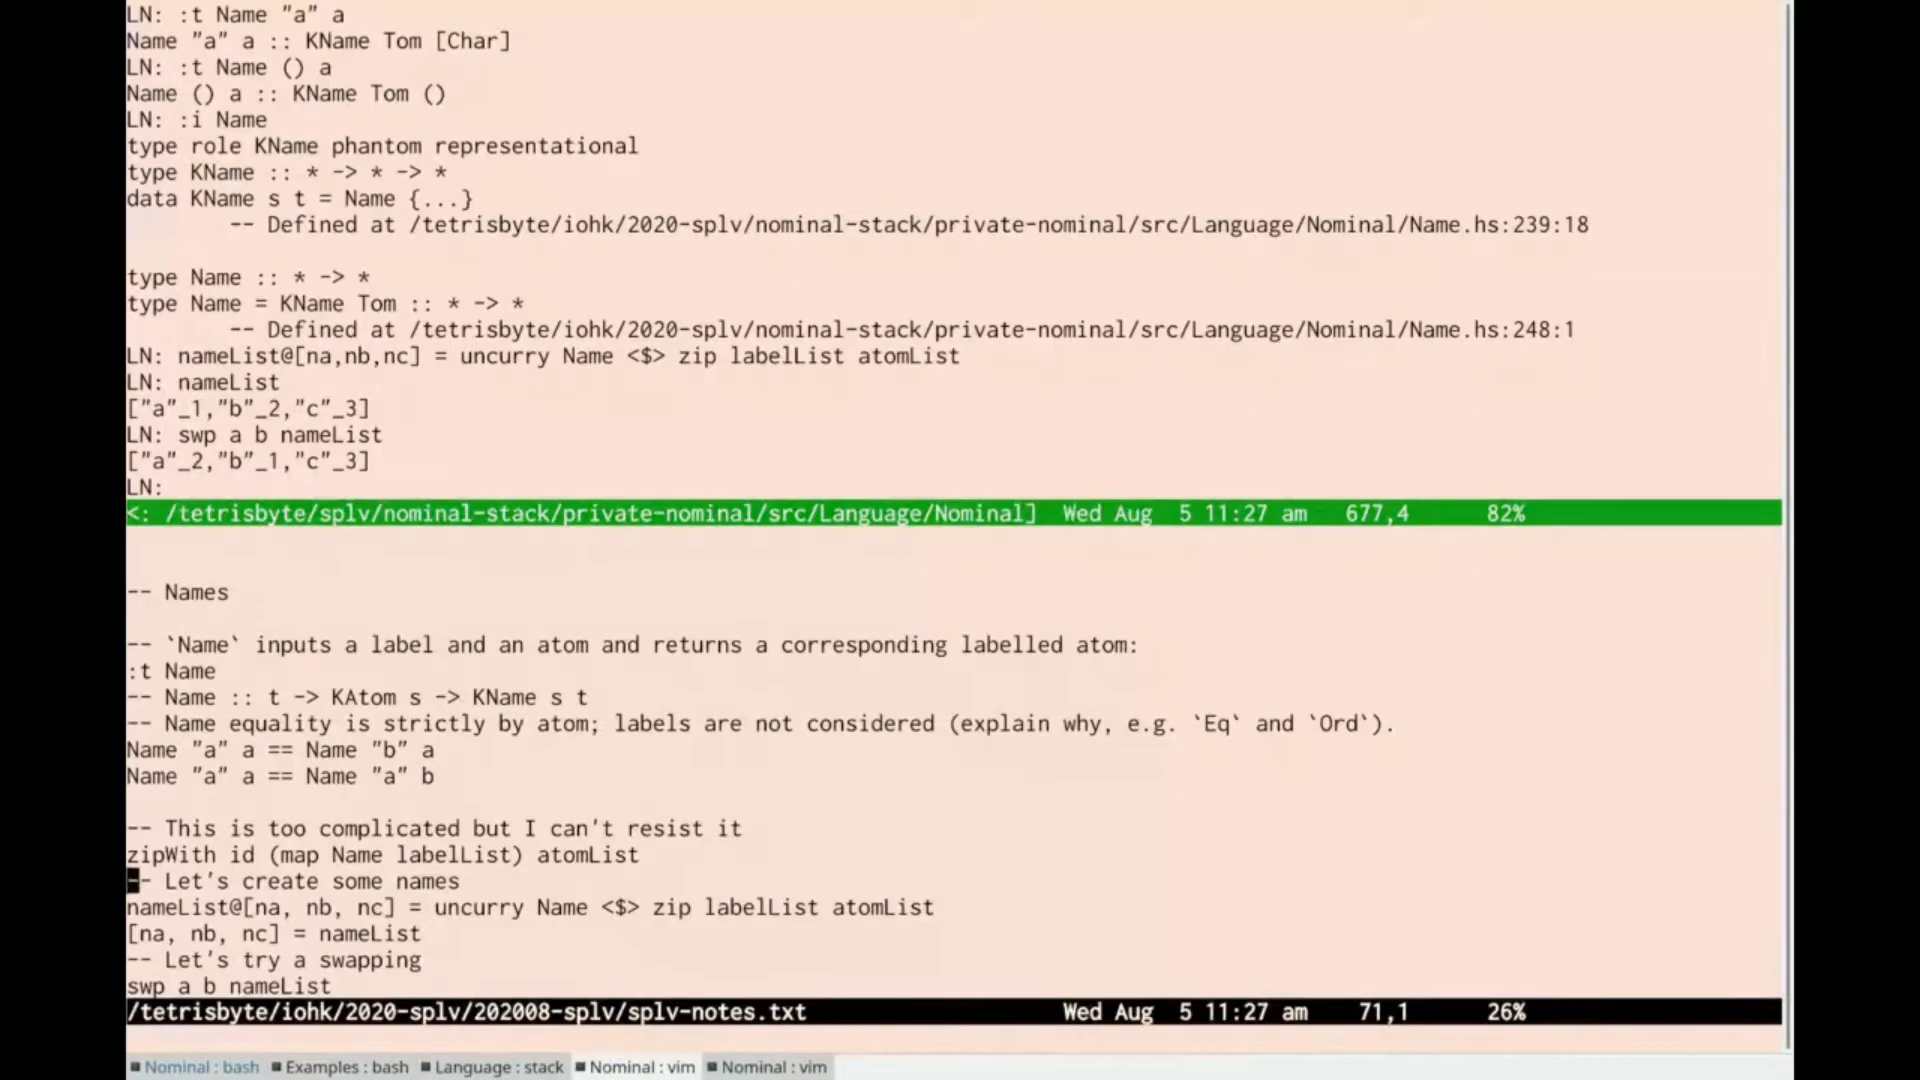 LN: :t Name "a" a
Name "a" a :: KName Tom [Char]
LN: :t Name () a
Name () a :: KName Tom ()
LN: :i Name
type role KName phantom representational
type KName :: * -> * -> *
data KName s t = Name {...}
        -- Defined at /tetrisbyte/iohk/2020-splv/nominal-stack/private-nominal/src/Language/Nominal/Name.hs:239:18
type Name :: * -> *
type Name = KName Tom :: * -> *
        -- Defined at /tetrisbyte/iohk/2020-splv/nominal-stack/private-nominal/src/Language/Nominal/Name.hs:248:1
LN: nameList@[na,nb,nc] = uncurry Name <$> zip labelList atomList
LN: nameList
["a"_1,"b"_2,"c"_3]
LN: swp a b nameList
["a"_2,"b"_1,"c"_3]
LN:
<: /tetrisbyte/splv/nominal-stack/private-nominal/src/Language/Nominal]  Wed Aug  5 11:27 am   677,4      82%
-- Names
-- `Name` inputs a label and an atom and returns a corresponding labelled atom:
:t Name
-- Name :: t -> KAtom s -> KName s t
-- Name equality is strictly by atom; labels are not considered (explain why, e.g. `Eq` and `Ord`).
Name "a" a == Name "b" a
Name "a" a == Name "a" b
-- This is too complicated but I can't resist it
zipWith id (map Name labelList) atomList
-- Let's create some names
nameList@[na, nb, nc] = uncurry Name <$> zip labelList atomList
[na, nb, nc] = nameList
-- Let's try a swapping
swp a b nameList
/tetrisbyte/iohk/2020-splv/202008-splv/splv-notes.txt                    Wed Aug  5 11:27 am    71,1      26%
Nominal : bash  Examples : bash  Language : stack  Nominal : vim  Nominal : vim